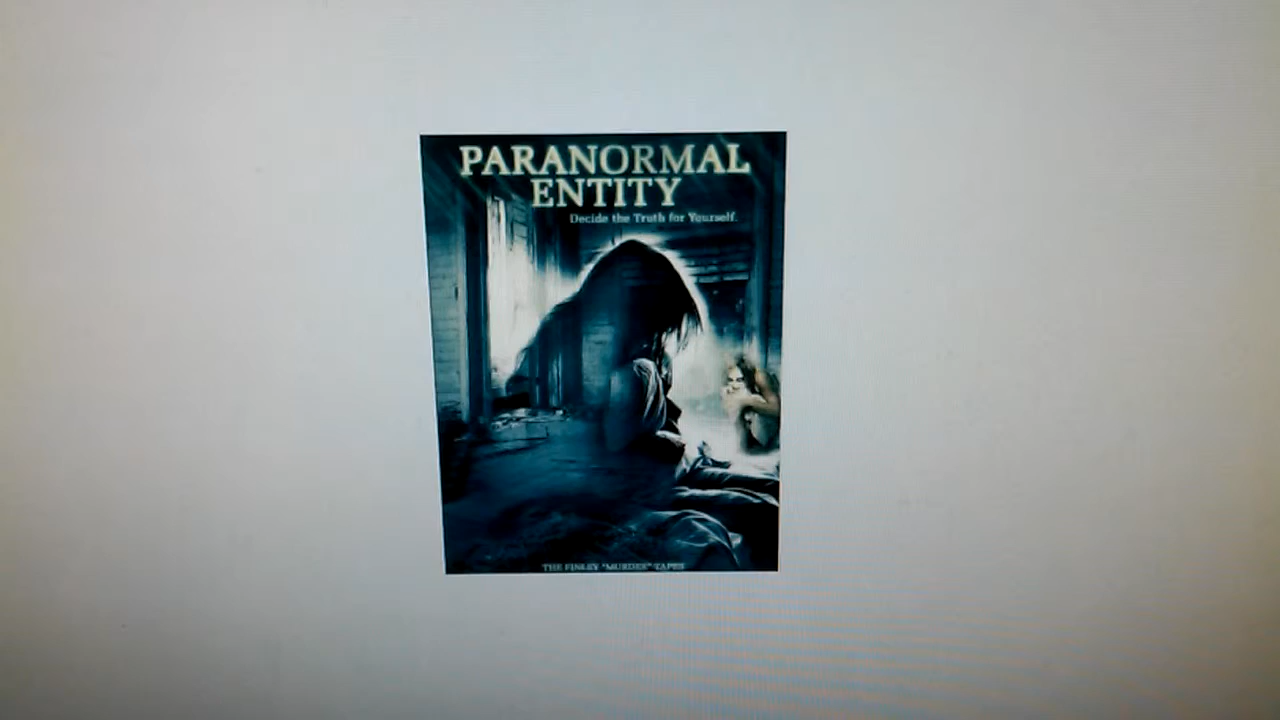 PARANORMAL
ENTITY
Decide the Truth for Yourself.
THE FINLEY "MURDER" TAPES